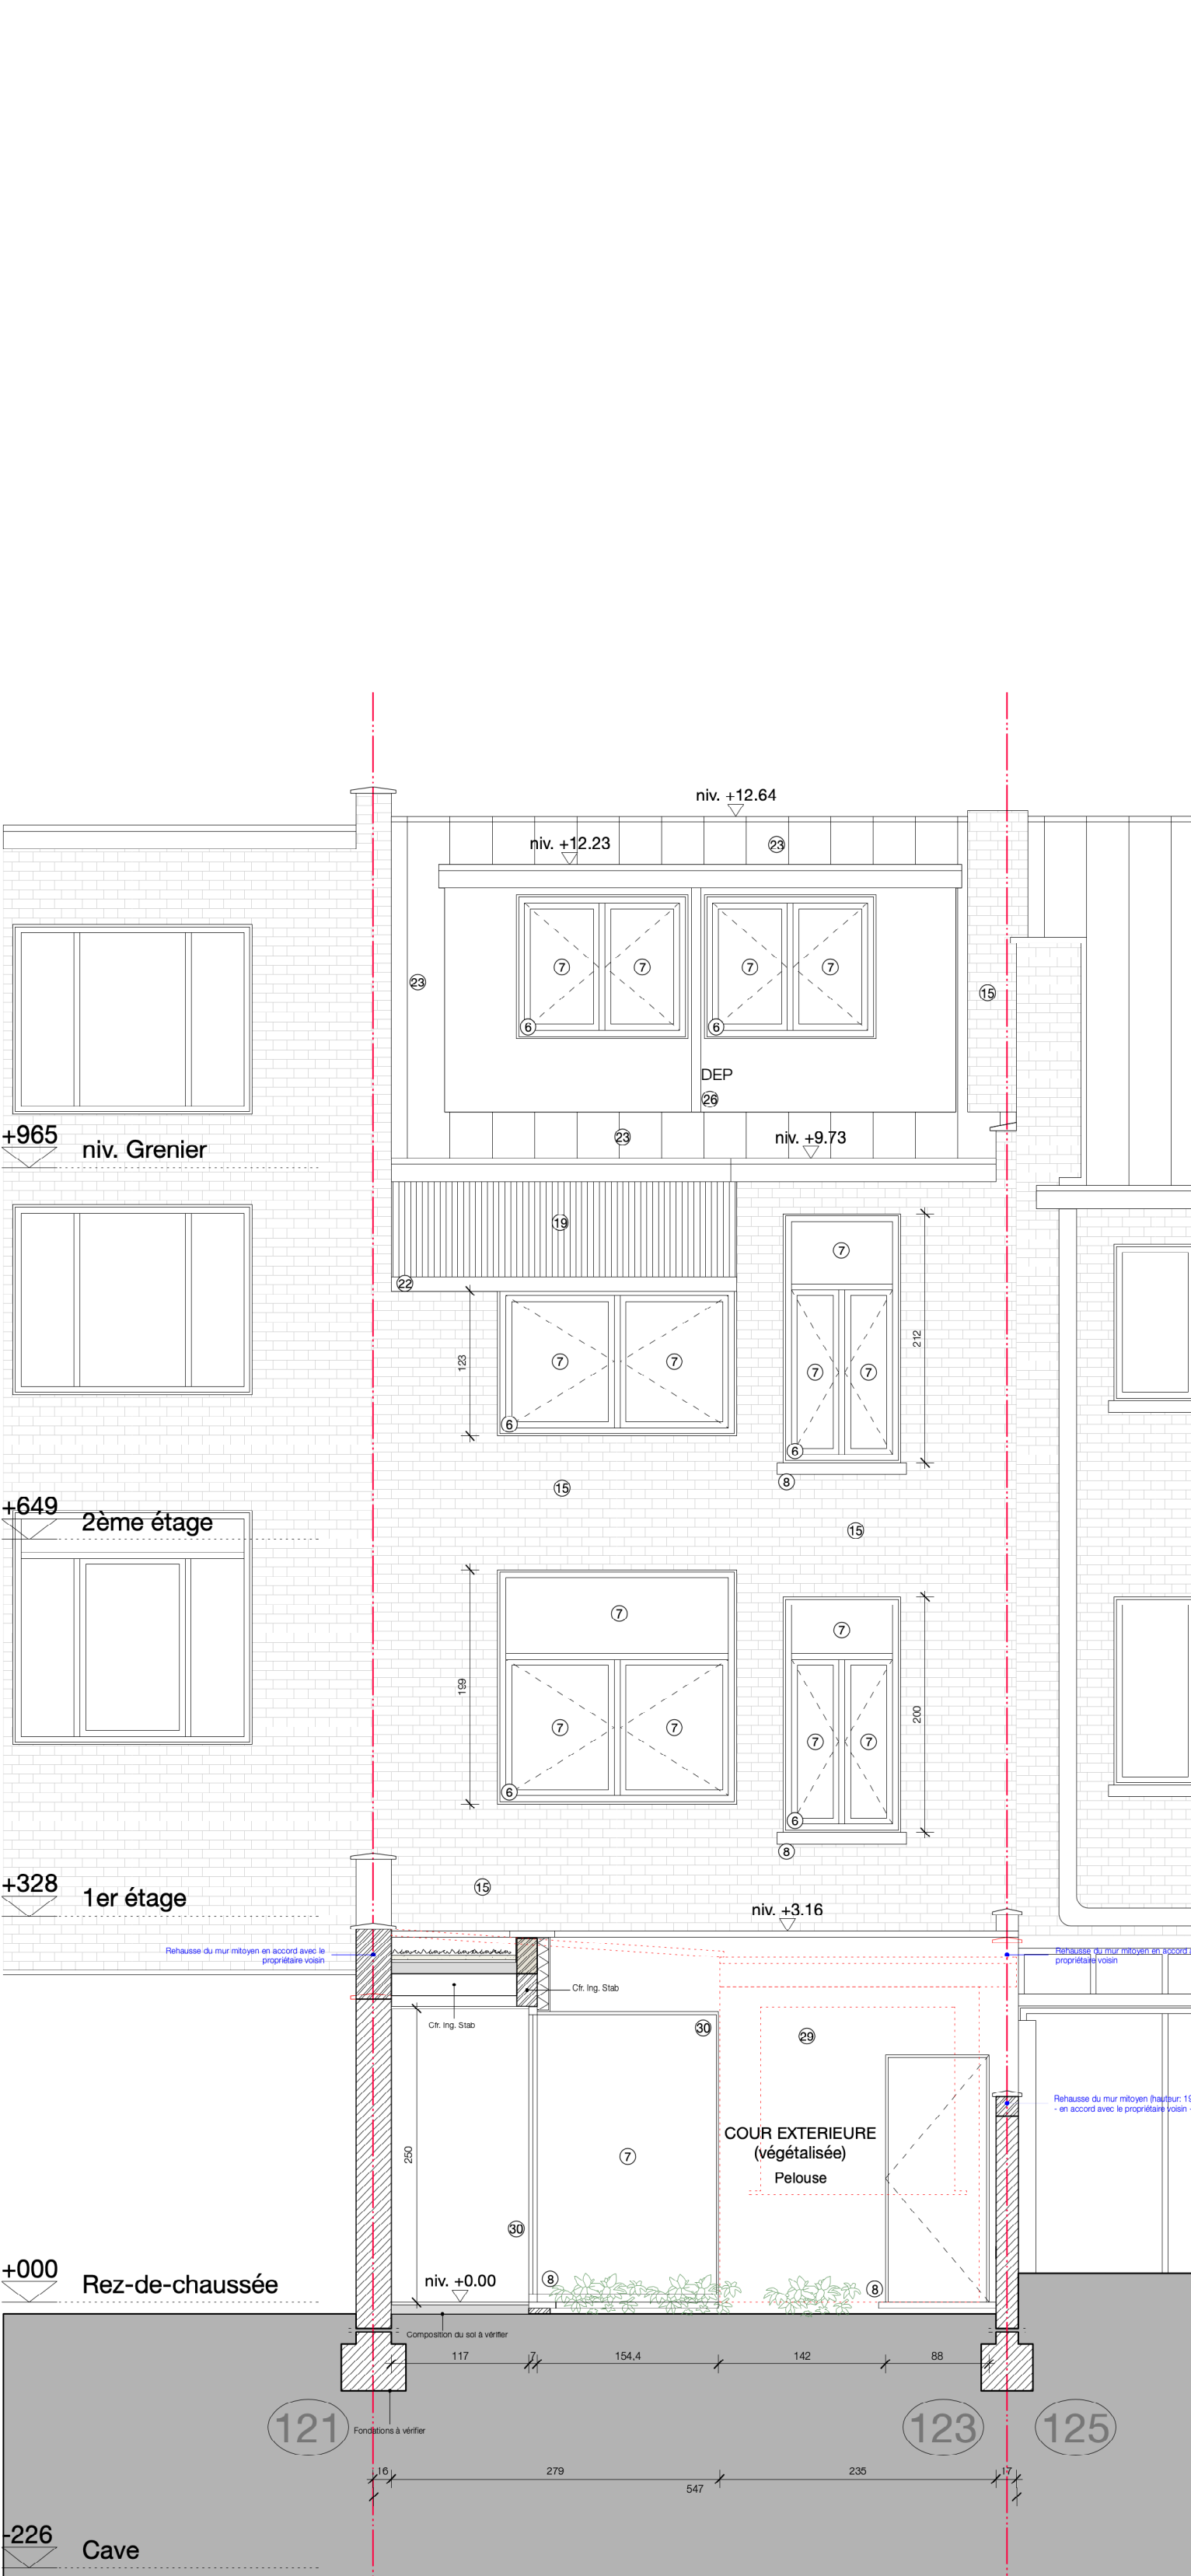 niv. +12.64
niv. +12.23
23
7
7
7
7
23
15
6
6
DEP
26
+965
niv. Grenier
23
niv. +9.73
19
7
22
212
123
7
7
7
7
6
6
8
15
+649
2ème étage
15
7
7
199
200
7
7
7
7
6
6
8
+328
1er étage
15
niv. +3.16
Rehausse du mur mitoyen en accord avec le
propriétaire voisin
Rehausse du mur mitoyen en accord
propriétaire voisin
Cfr. Ing. Stab
Cfr. Ing. Stab
30
29
Rehausse du mur mitoyen (hauteur: 19
- en accord avec le propriétaire voisin -
COUR EXTERIEURE
(végétalisée)
Pelouse
250
7
30
+000
Rez-de-chaussée
niv. +0.00
8
8
Composition du sol à vérifier
117
7
154,4
142
88
121
Fondations à vérifier
123
125
16
279
235
17
547
-226
Cave